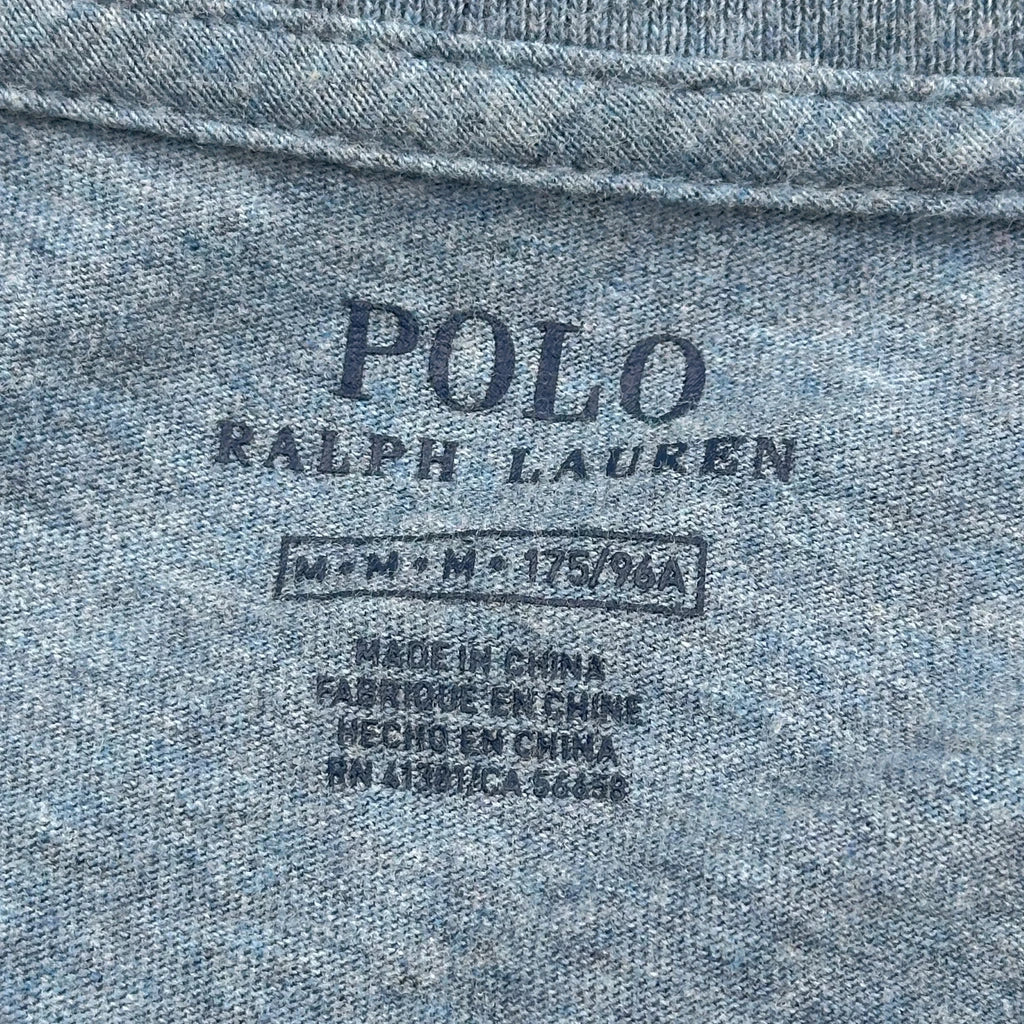 POLO
RALPH LAUREN
M • M • M • 175/96A
MADE IN CHINA
FABRIQUE EN CHINE
HECHO EN CHINA
RN 41381/CA 56658